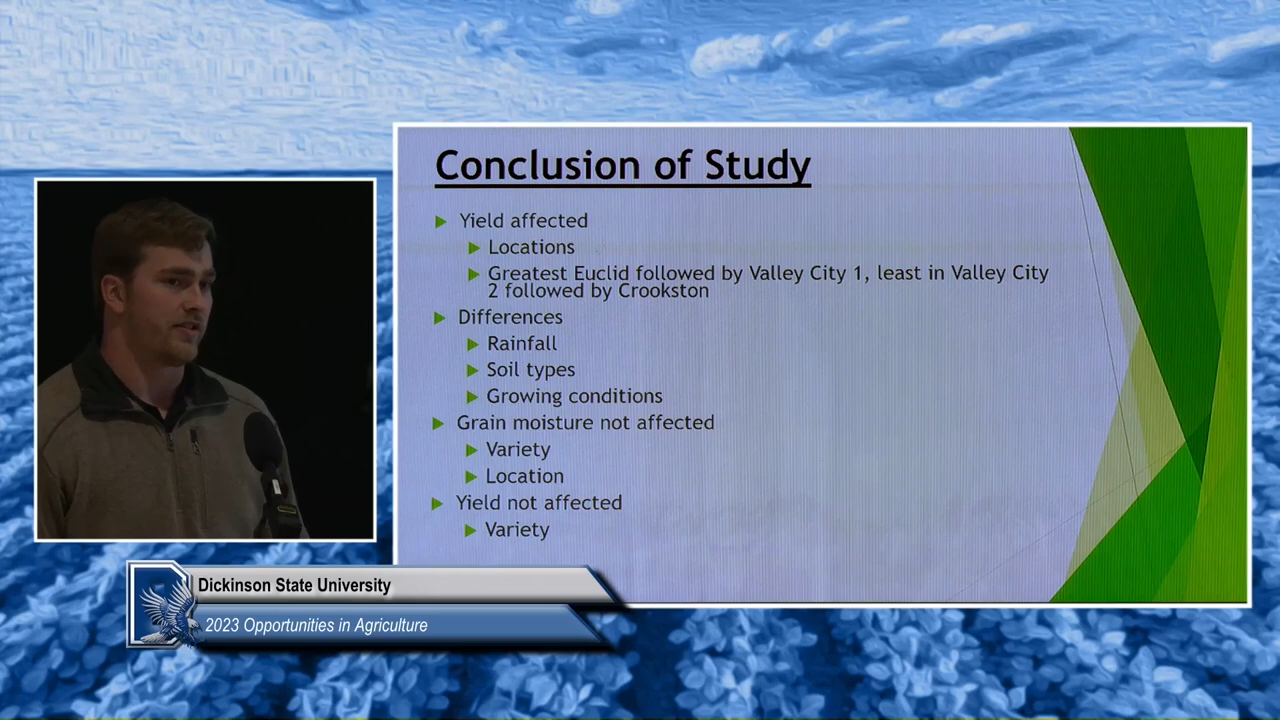 Conclusion of Study
Yield affected
Locations
Greatest Euclid followed by Valley City 1, least in Valley City
2 followed by Crookston
Differences
Rainfall
Soil types
Growing conditions
Grain moisture not affected
Variety
Location
Yield not affected
Variety
Dickinson State University
2023 Opportunities in Agriculture